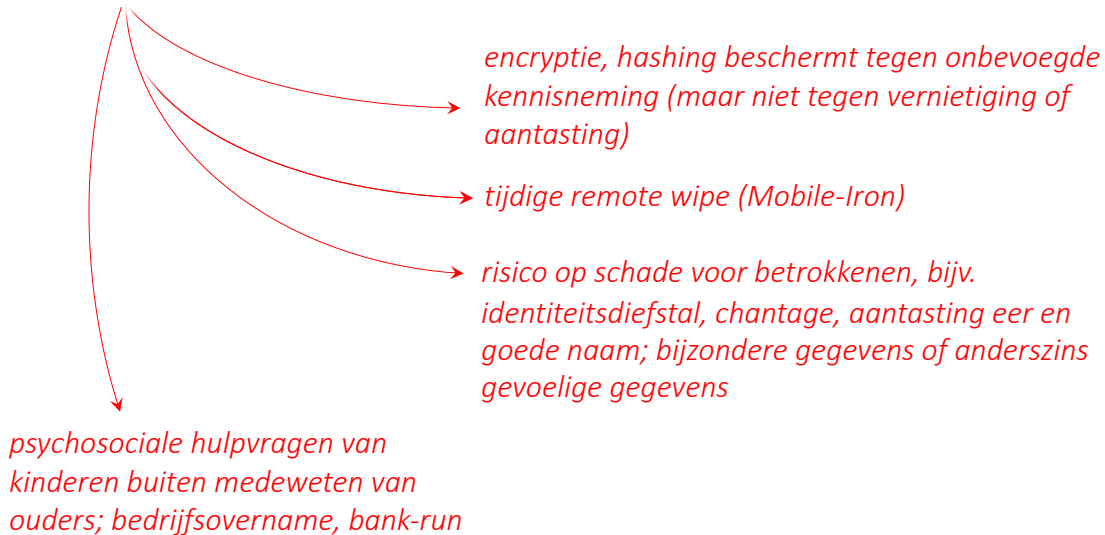 encryptie, hashing beschermt tegen onbevoegde
kennisneming (maar niet tegen vernietiging of
aantasting)
tijdige remote wipe (Mobile-Iron)
risico op schade voor betrokkenen, bijv.
identiteitsdiefstal, chantage, aantasting eer en
goede naam; bijzondere gegevens of anderszins
gevoelige gegevens
psychosociale hulpvragen van
kinderen buiten medeweten van
ouders; bedrijfsovername, bank-run